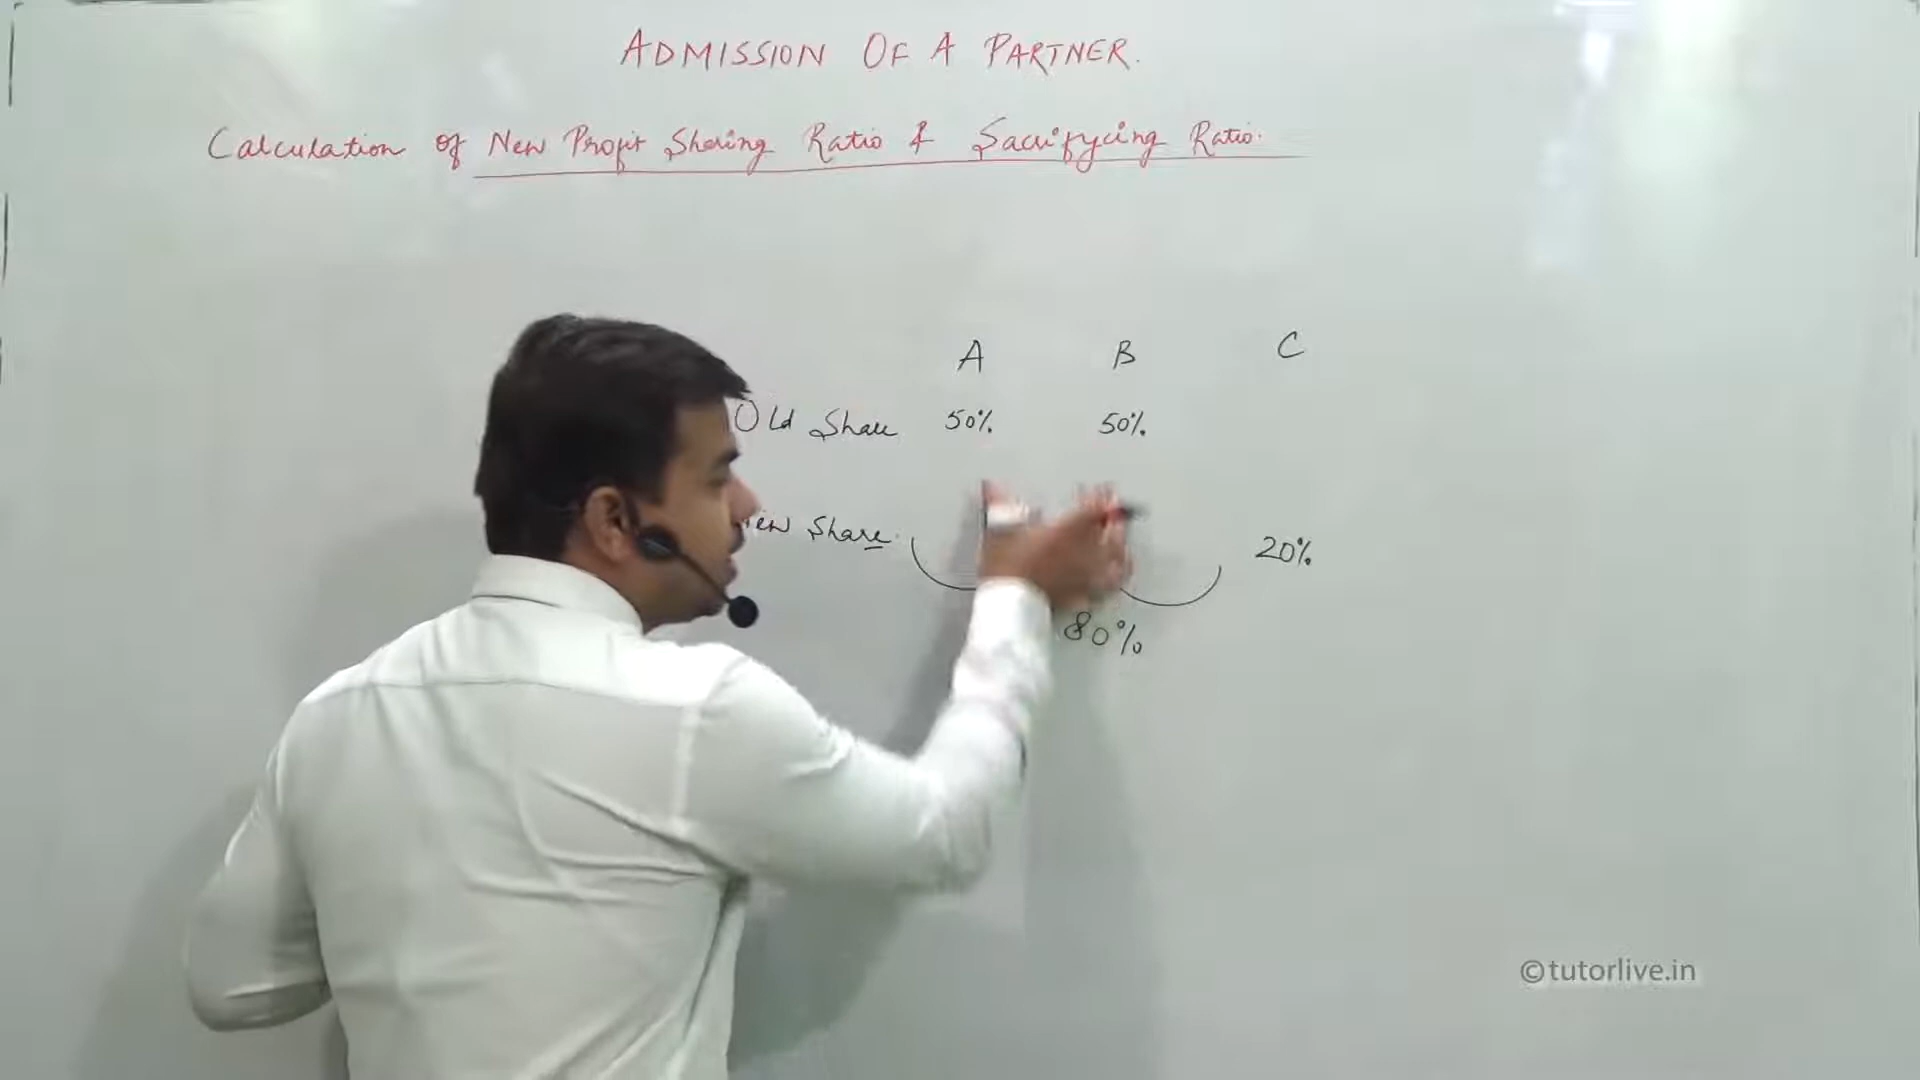 ADMISSION OF A PARTNER.
Calculation of New Profit Sharing Ratio & Sacrifycing Ratio.
A B C
Old Share 50% 50%
Share 20%
80%
©tutorlive.in